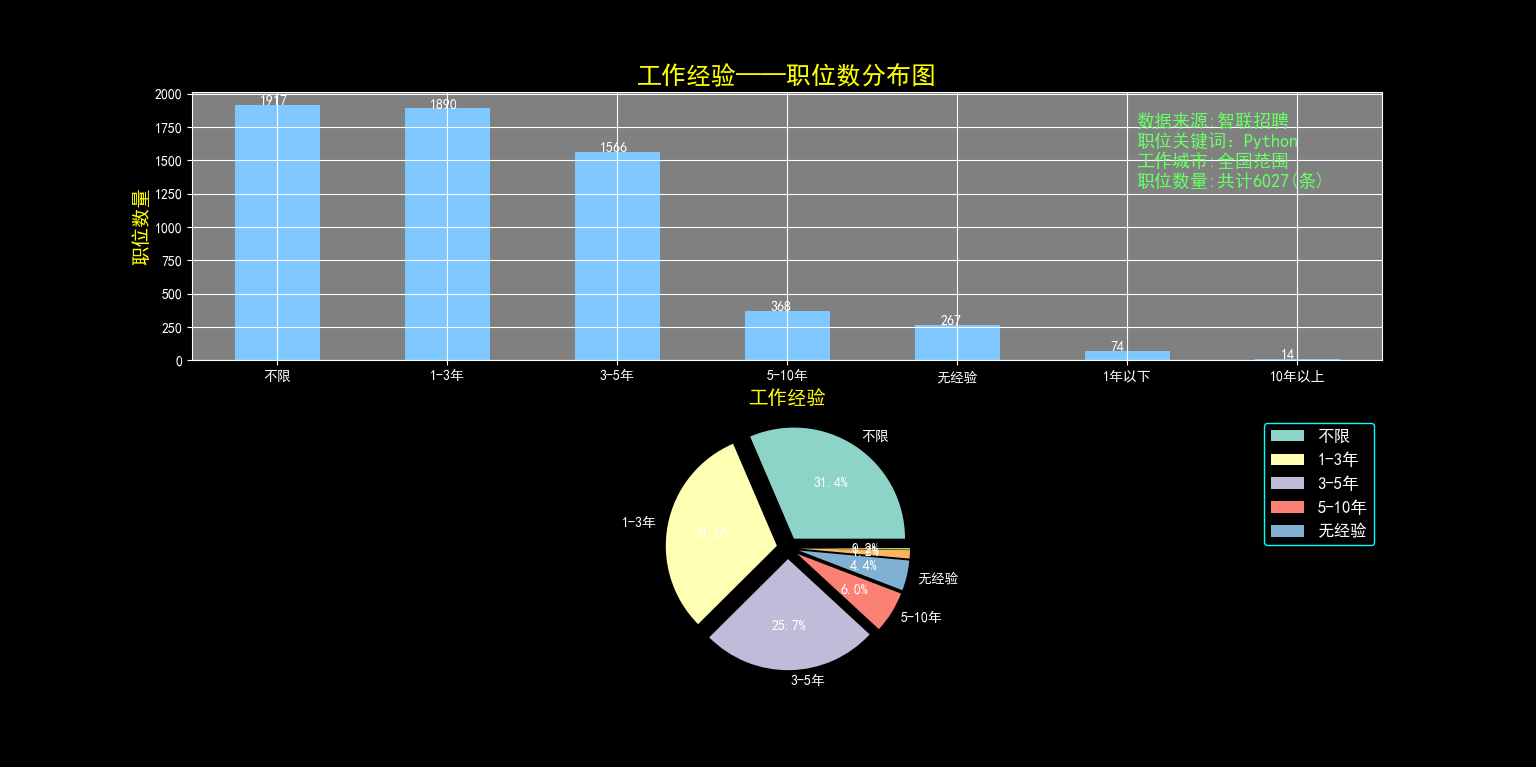 工作经验——职位数分布图
职位数量
2000
1750
1500
1250
1000
750
500
250
0
1917
1890
1566
368
267
74
14
数据来源:智联招聘
职位关键词：Python
工作城市:全国范围
职位数量:共计6027(条)
不限
1-3年
3-5年
5-10年
无经验
1年以下
10年以上
工作经验
不限
31.4%
1-3年
31.0%
3-5年
25.7%
5-10年
6.0%
无经验
4.4%
不限
1-3年
3-5年
5-10年
无经验